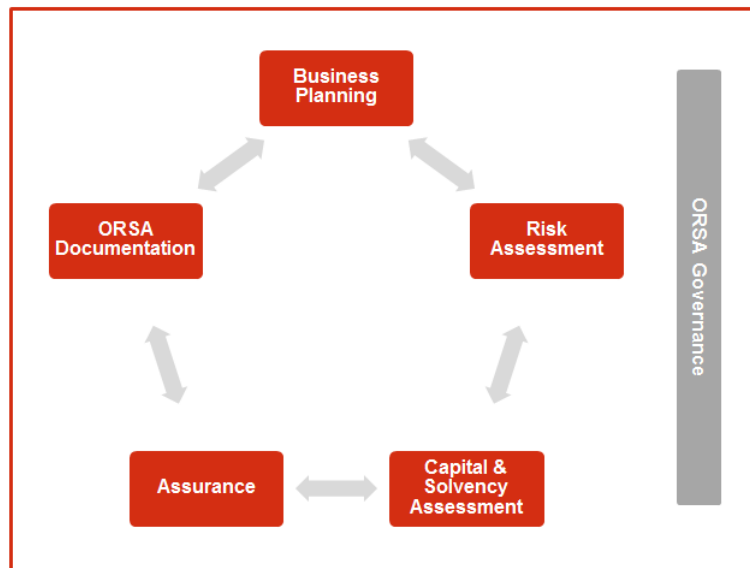 Business
Planning
ORSA
Documentation
Risk
Assessment
ORSA Governance
Assurance
Capital &
Solvency
Assessment